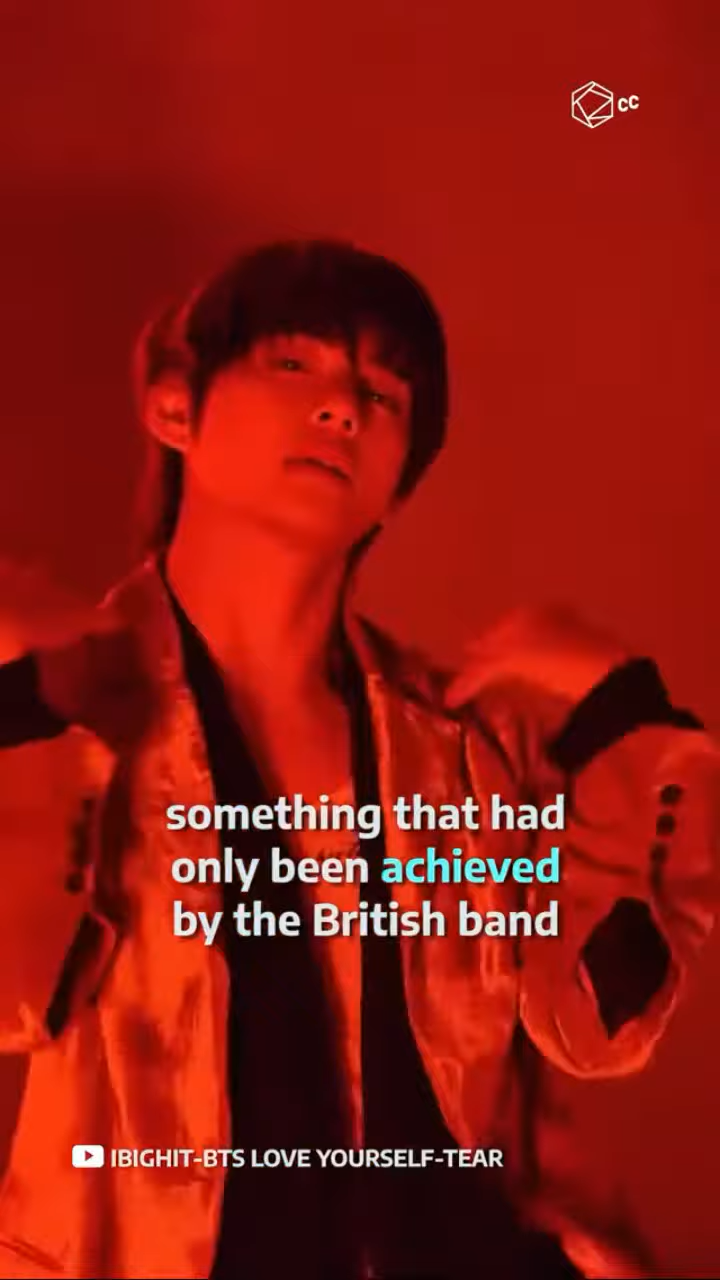 CC
something that had
only been achieved
by the British band
IBIGHIT-BTS LOVE YOURSELF-TEAR